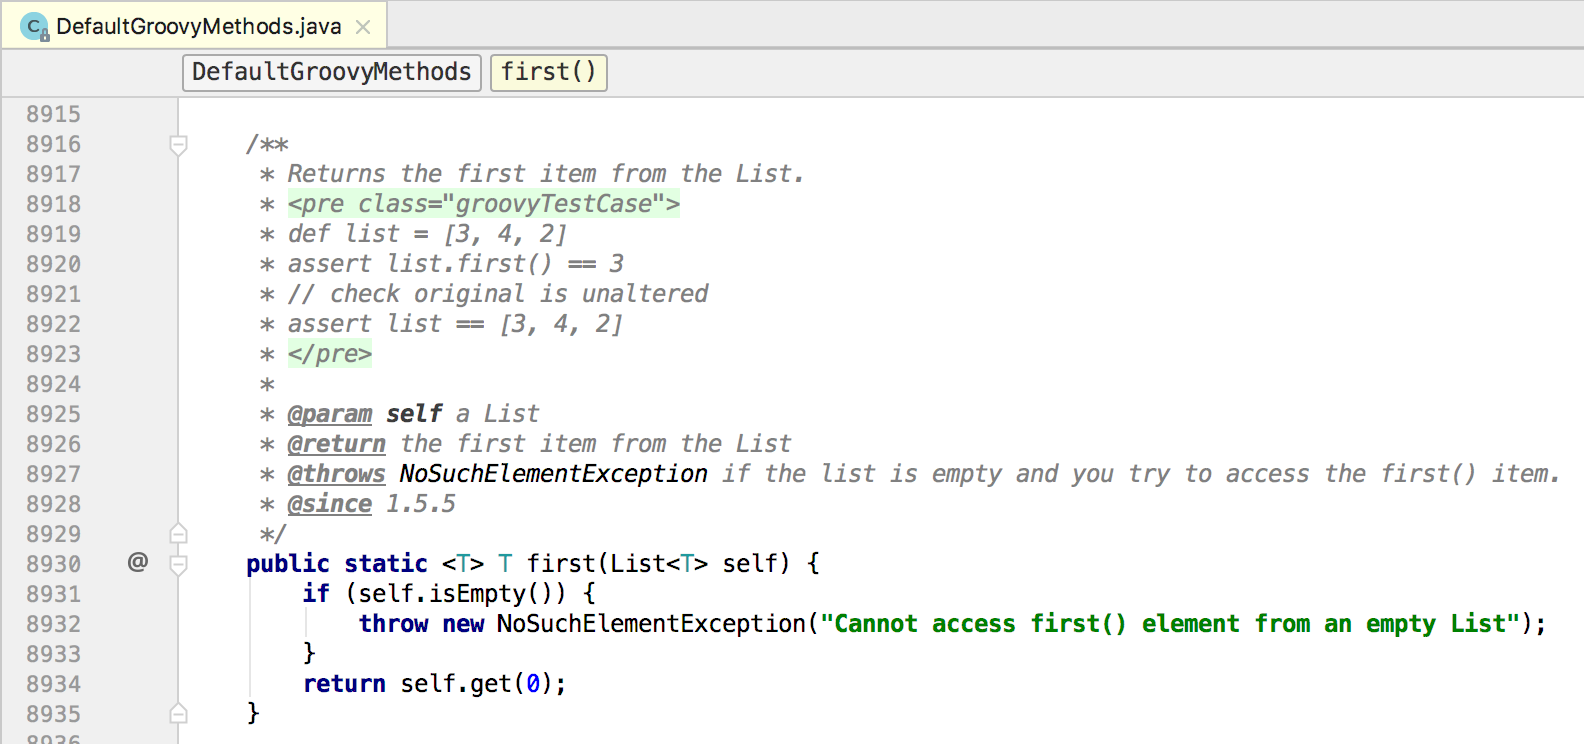 C DefaultGroovyMethods.java ×
DefaultGroovyMethods first()
8915
8916 /**
8917 * Returns the first item from the List.
8918 * <pre class="groovyTestCase">
8919 * def list = [3, 4, 2]
8920 * assert list.first() == 3
8921 * // check original is unaltered
8922 * assert list == [3, 4, 2]
8923 * </pre>
8924 *
8925 * @param self a List
8926 * @return the first item from the List
8927 * @throws NoSuchElementException if the list is empty and you try to access the first() item.
8928 * @since 1.5.5
8929 */
8930 @ public static <T> T first(List<T> self) {
8931 if (self.isEmpty()) {
8932 throw new NoSuchElementException("Cannot access first() element from an empty List");
8933 }
8934 return self.get(0);
8935 }
8936